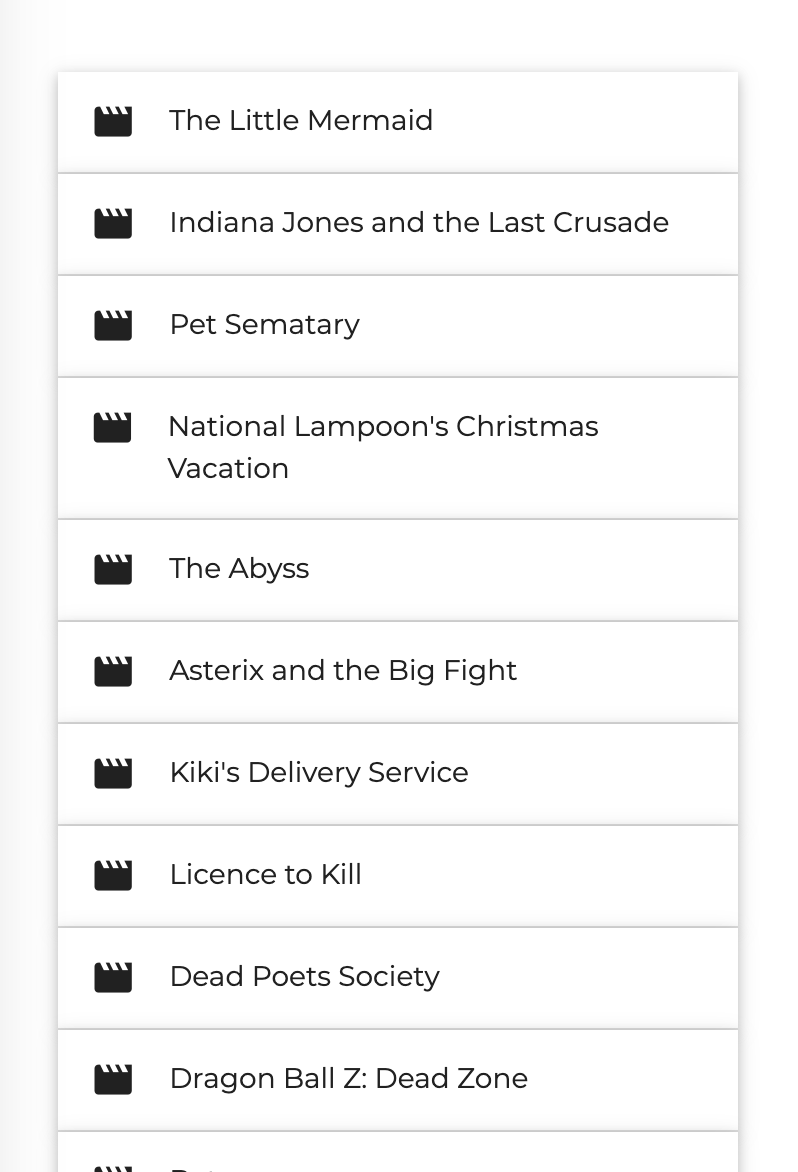 The Little Mermaid
Indiana Jones and the Last Crusade
Pet Sematary
National Lampoon's Christmas
Vacation
The Abyss
Asterix and the Big Fight
Kiki's Delivery Service
Licence to Kill
Dead Poets Society
Dragon Ball Z: Dead Zone